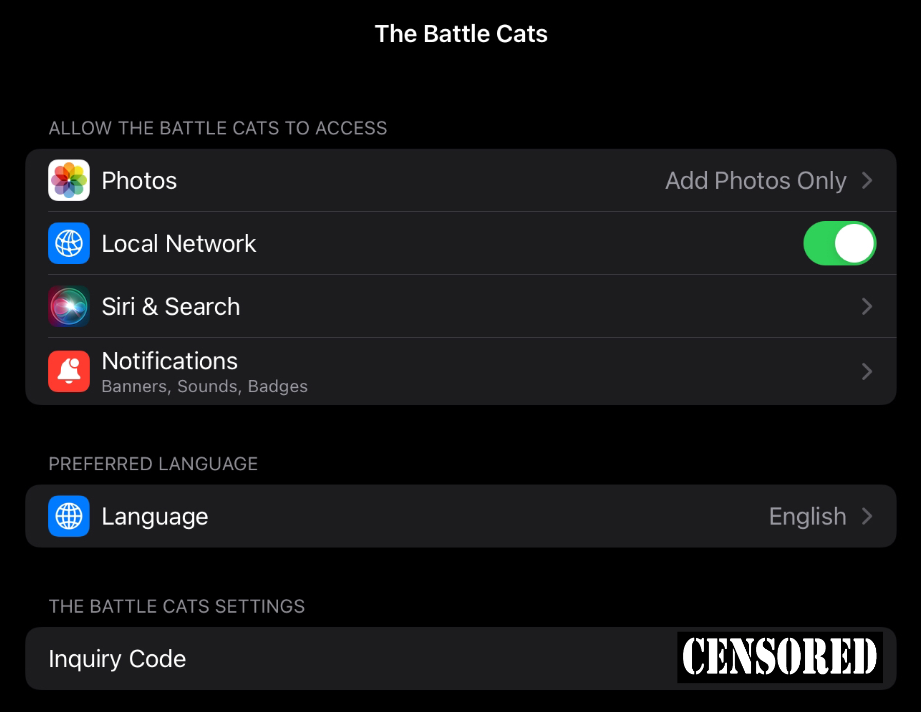 The Battle Cats
ALLOW THE BATTLE CATS TO ACCESS
Photos Add Photos Only
Local Network
Siri & Search
Notifications
Banners, Sounds, Badges
PREFERRED LANGUAGE
Language English
THE BATTLE CATS SETTINGS
Inquiry Code CENSORED